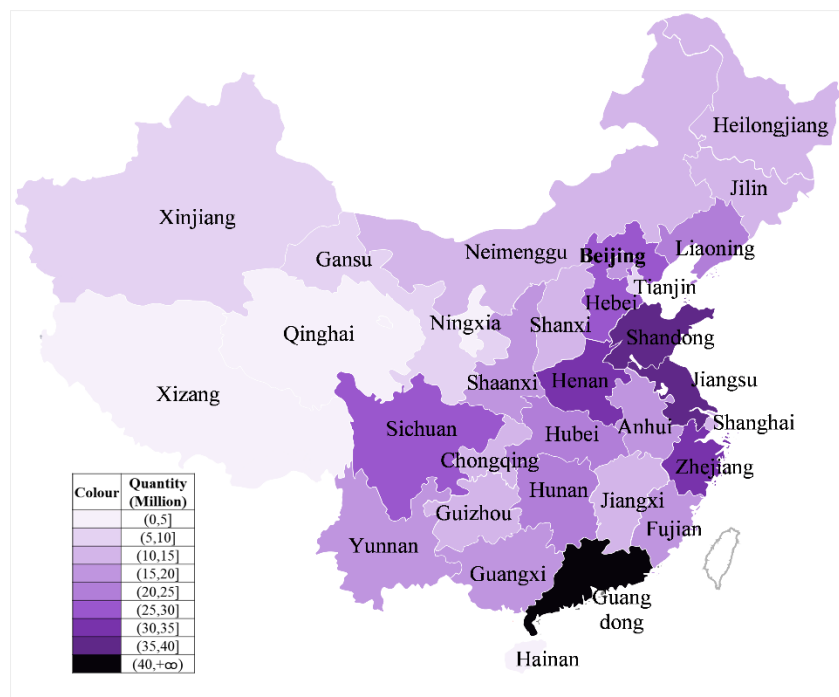 Heilongjiang
Jilin
Xinjiang
Liaoning
Gansu
Neimenggu
Beijing
Tianjin
Hebei
Qinghai
Ningxia
Shanxi
Shandong
Xizang
Shaanxi
Henan
Jiangsu
Sichuan
Hubei
Anhui
Shanghai
Chongqing
Zhejiang
Hunan
Jiangxi
Guizhou
Fujian
Yunnan
Guangxi
Guang
dong
Hainan
Colour Quantity
(Million)
(0,5]
(5,10]
(10,15]
(15,20]
(20,25]
(25,30]
(30,35]
(35,40]
(40,+∞)